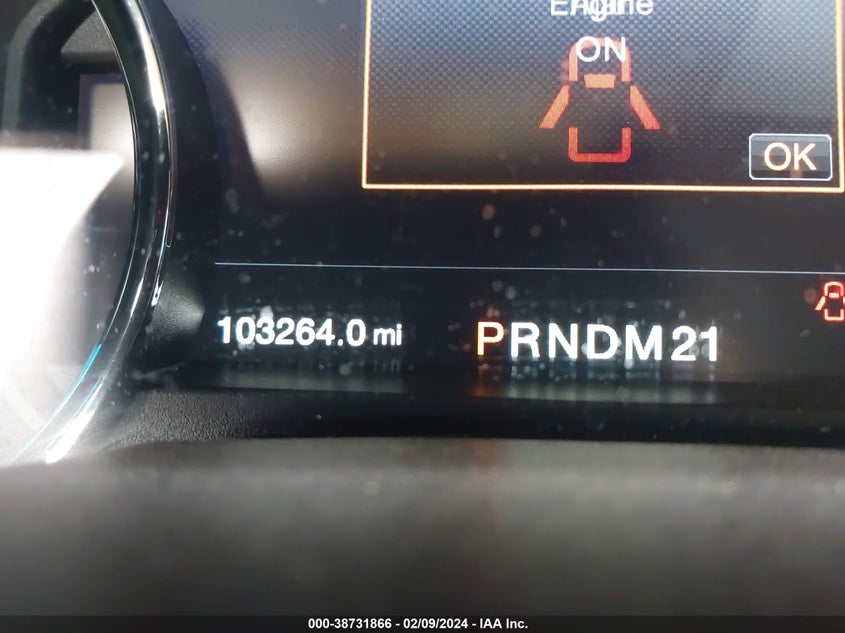 Engine
ON
OK
103264.0 mi
PRNDM21
000-38731866 - 02/09/2024 - IAA Inc.